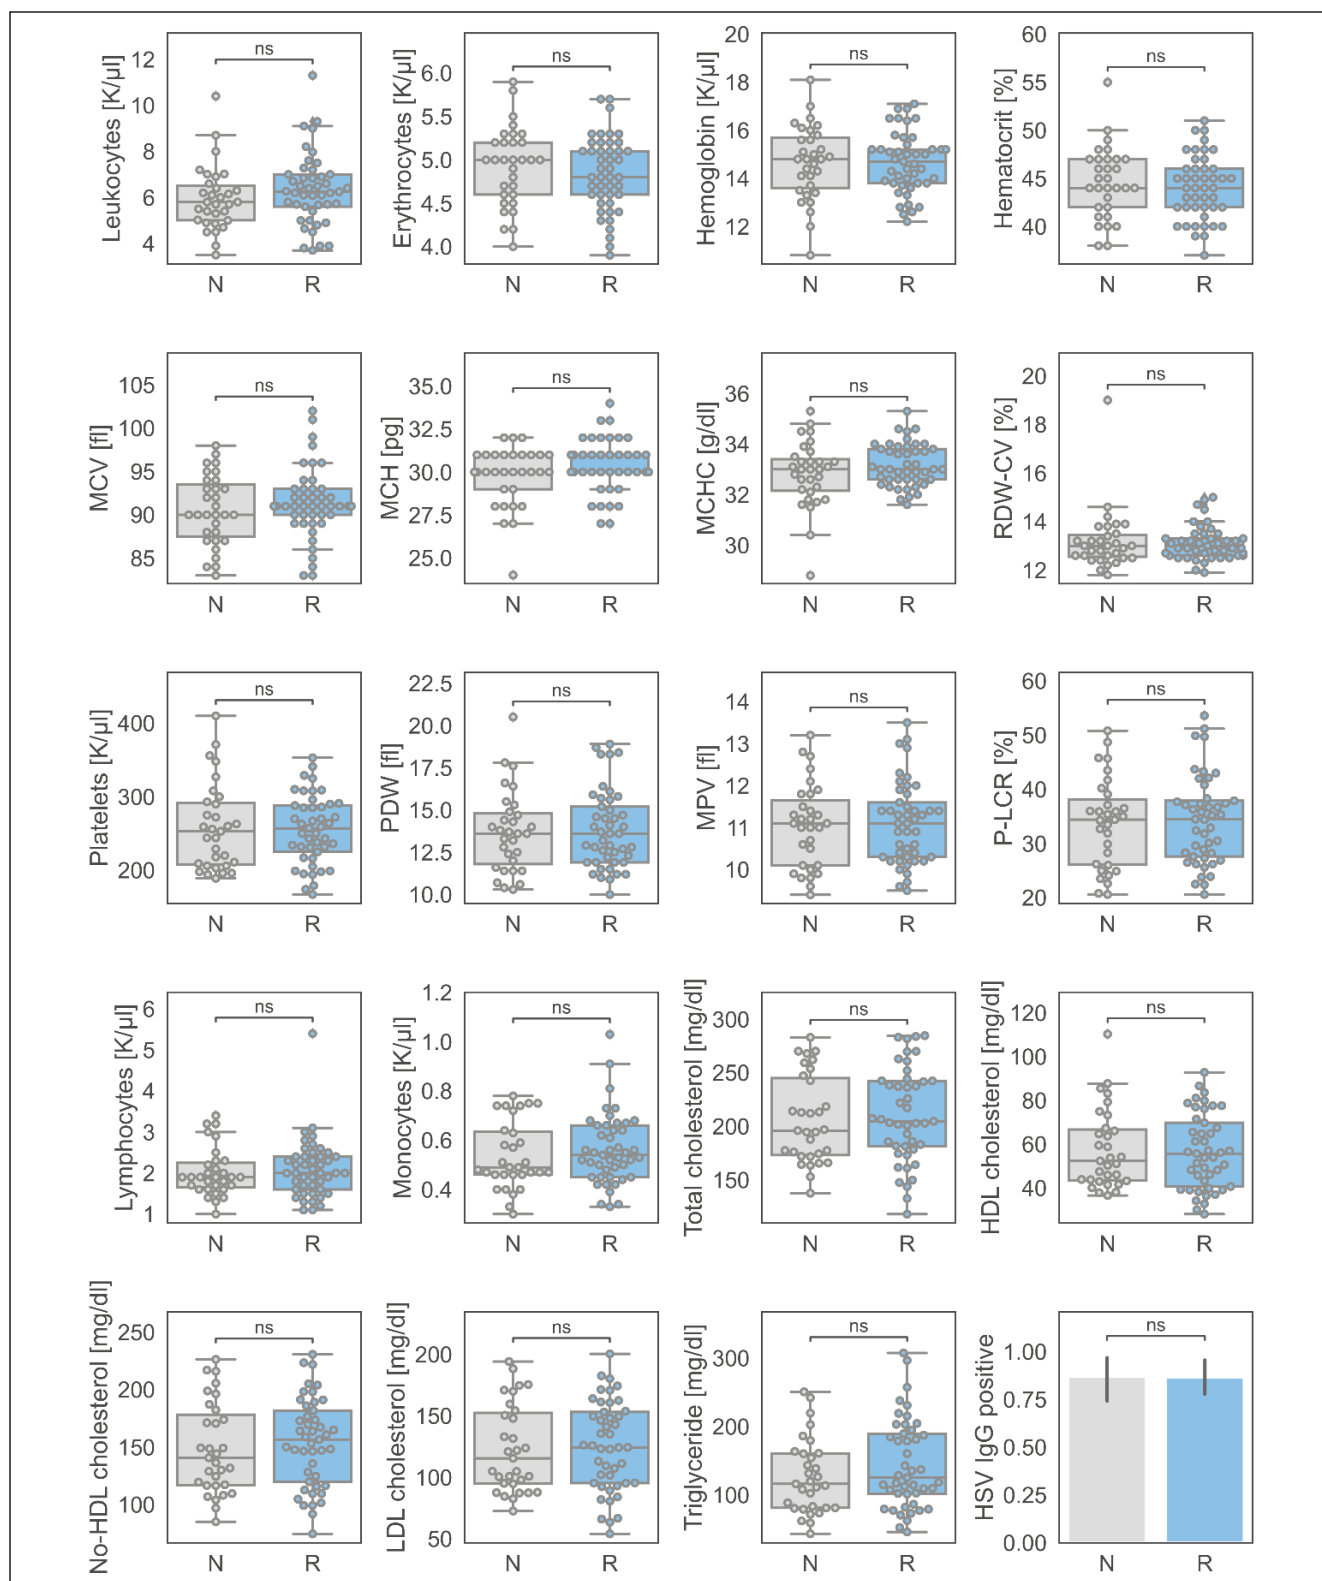 Leukocytes [K/µl]
12
10
8
6
4
ns
N R
Erythrocytes [K/µl]
6.0
5.5
5.0
4.5
4.0
ns
N R
Hemoglobin [K/µl]
20
18
16
14
12
ns
N R
Hematocrit [%]
60
55
50
45
40
ns
N R
MCV [fl]
105
100
95
90
85
ns
N R
MCH [pg]
35.0
32.5
30.0
27.5
25.0
ns
N R
MCHC [g/dl]
36
34
32
30
ns
N R
RDW-CV [%]
20
18
16
14
12
ns
N R
Platelets [K/µl]
400
300
200
ns
N R
PDW [fl]
22.5
20.0
17.5
15.0
12.5
10.0
ns
N R
MPV [fl]
14
13
12
11
10
ns
N R
P-LCR [%]
60
50
40
30
20
ns
N R
Lymphocytes [K/µl]
6
5
4
3
2
1
ns
N R
Monocytes [K/µl]
1.2
1.0
0.8
0.6
0.4
ns
N R
Total cholesterol [mg/dl]
300
250
200
150
ns
N R
HDL cholesterol [mg/dl]
120
100
80
60
40
ns
N R
No-HDL cholesterol [mg/dl]
250
200
150
100
ns
N R
LDL cholesterol [mg/dl]
200
150
100
50
ns
N R
Triglyceride [mg/dl]
300
200
100
ns
N R
HSV IgG positive
1.00
0.75
0.50
0.25
0.00
ns
N R